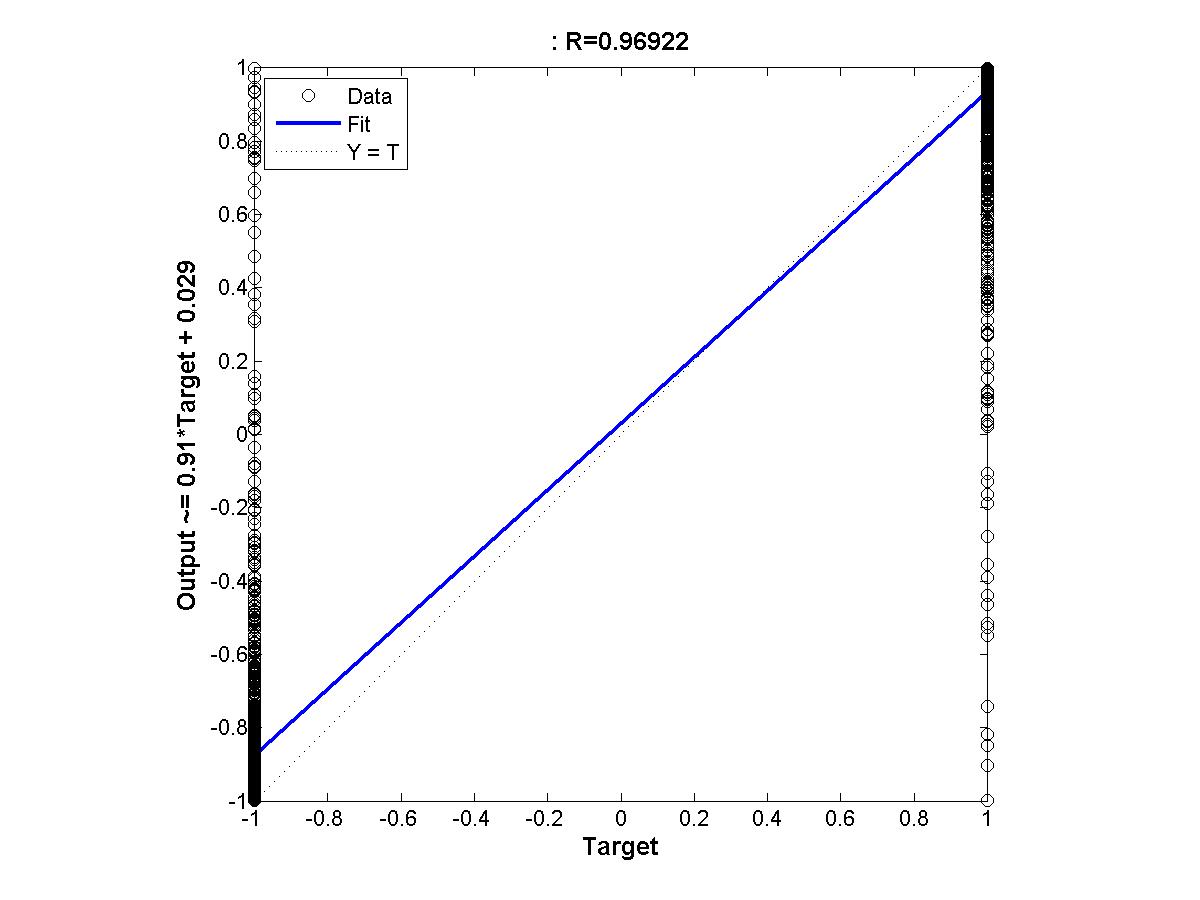 : R=0.96922
Data
Fit
Y = T
Output ~= 0.91*Target + 0.029
1
0.8
0.6
0.4
0.2
0
-0.2
-0.4
-0.6
-0.8
-1
-1 -0.8 -0.6 -0.4 -0.2 0 0.2 0.4 0.6 0.8 1
Target